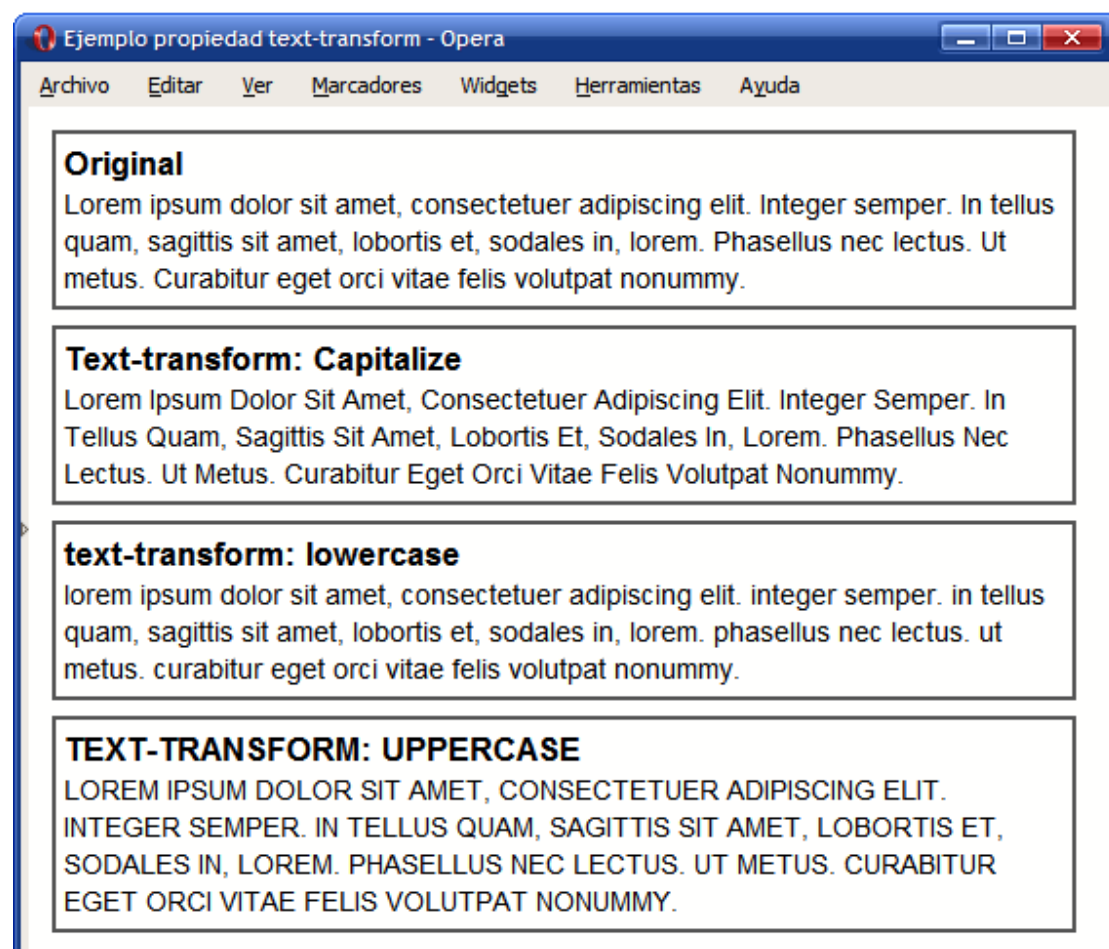 Ejemplo propiedad text-transform - Opera
Archivo Editar Ver Marcadores Widgets Herramientas Ayuda
Original
Lorem ipsum dolor sit amet, consectetuer adipiscing elit. Integer semper. In tellus
quam, sagittis sit amet, lobortis et, sodales in, lorem. Phasellus nec lectus. Ut
metus. Curabitur eget orci vitae felis volutpat nonummy.
Text-transform: Capitalize
Lorem Ipsum Dolor Sit Amet, Consectetuer Adipiscing Elit. Integer Semper. In
Tellus Quam, Sagittis Sit Amet, Lobortis Et, Sodales In, Lorem. Phasellus Nec
Lectus. Ut Metus. Curabitur Eget Orci Vitae Felis Volutpat Nonummy.
text-transform: lowercase
lorem ipsum dolor sit amet, consectetuer adipiscing elit. integer semper. in tellus
quam, sagittis sit amet, lobortis et, sodales in, lorem. phasellus nec lectus. ut
metus. curabitur eget orci vitae felis volutpat nonummy.
TEXT-TRANSFORM: UPPERCASE
LOREM IPSUM DOLOR SIT AMET, CONSECTETUER ADIPISCING ELIT.
INTEGER SEMPER. IN TELLUS QUAM, SAGITTIS SIT AMET, LOBORTIS ET,
SODALES IN, LOREM. PHASELLUS NEC LECTUS. UT METUS. CURABITUR
EGET ORCI VITAE FELIS VOLUTPAT NONUMMY.